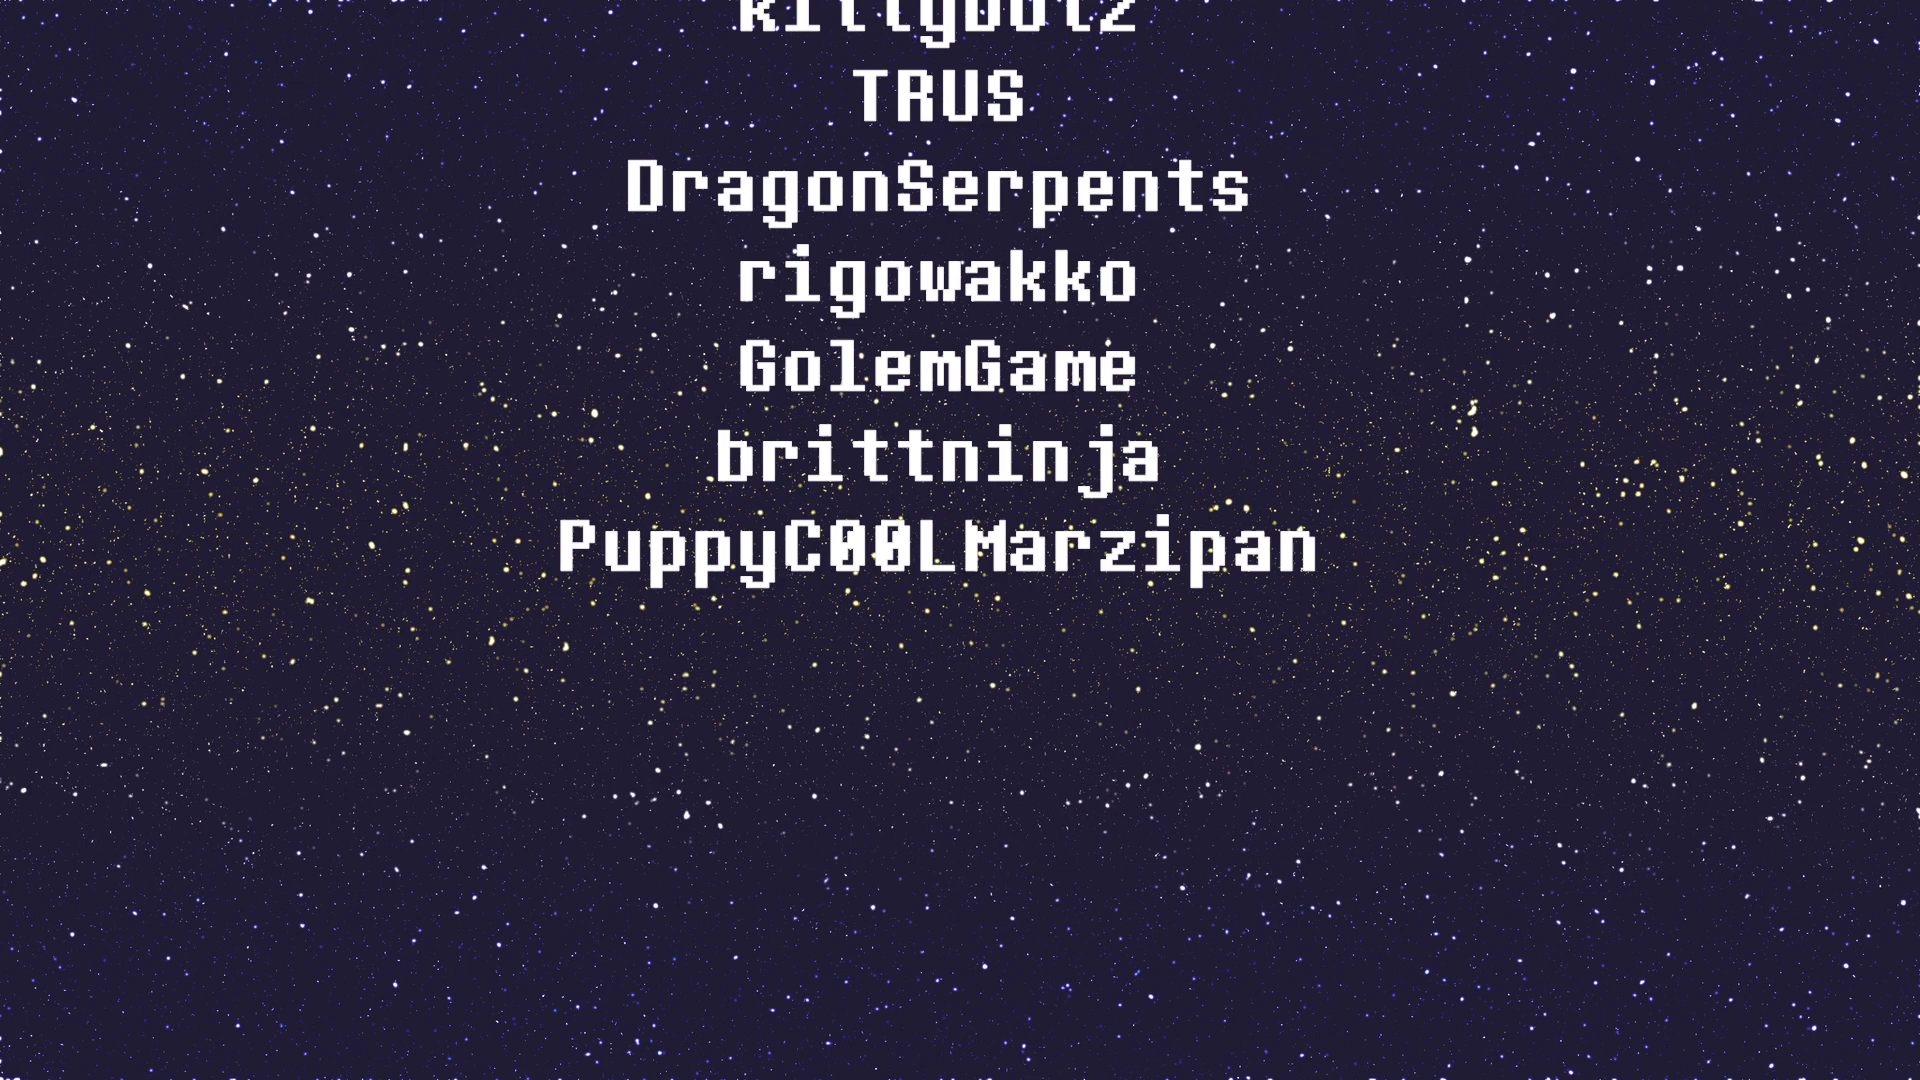 TRUS
DragonSerpents
rigowakko
GolemGame
brittninja
PuppyC00LMarzipan